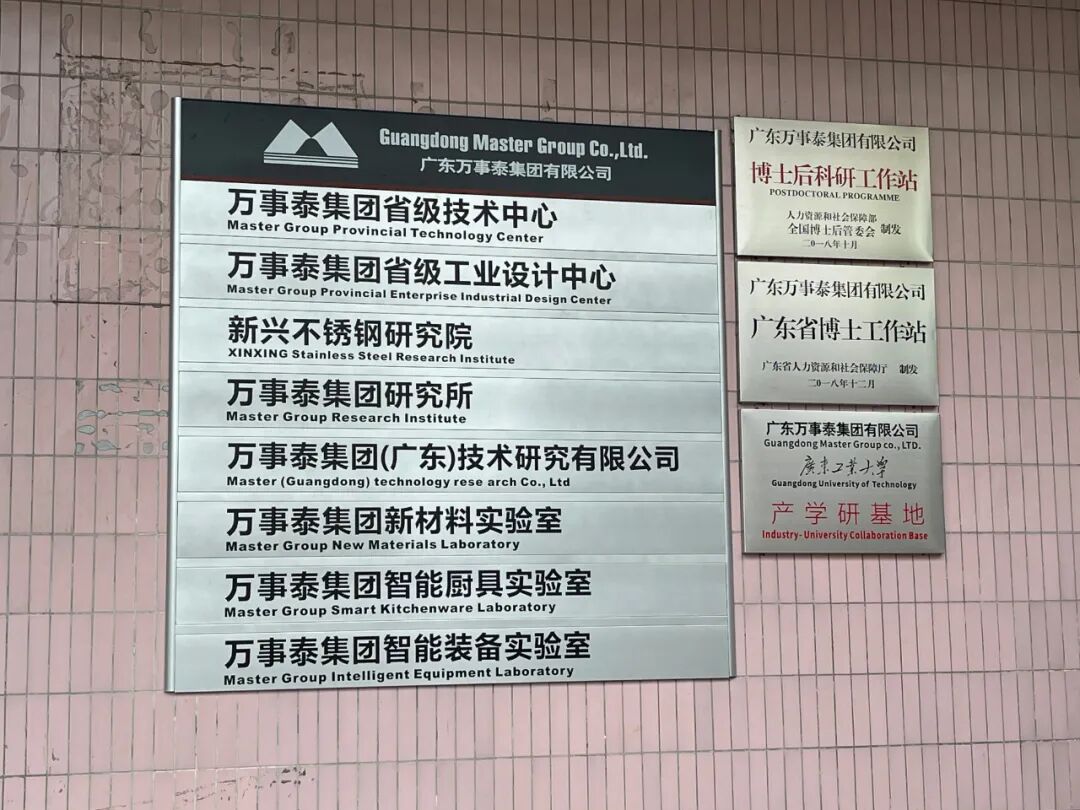 Guangdong Master Group Co.,Ltd.
广东万事泰集团有限公司
万事泰集团省级技术中心
Master Group Provincial Technology Center
万事泰集团省级工业设计中心
Master Group Provincial Enterprise Industrial Design Center
新兴不锈钢研究院
XINXING Stainless Steel Research Institute
万事泰集团研究所
Master Group Research Institute
万事泰集团(广东)技术研究有限公司
Master (Guangdong) technology rese arch Co., Ltd
万事泰集团新材料实验室
Master Group New Materials Laboratory
万事泰集团智能厨具实验室
Master Group Smart Kitchenware Laboratory
万事泰集团智能装备实验室
Master Group Intelligent Equipment Laboratory
广东万事泰集团有限公司
博士后科研工作站
POSTDOCTORAL PROGRAMME
人力资源和社会保障部
全国博士后管委会 制发
二〇一八年十月
广东万事泰集团有限公司
广东省博士工作站
广东省人力资源和社会保障厅 制发
二〇一八年十二月
广东万事泰集团有限公司
Guangdong Master Group co., LTD.
廣東工業大學
Guangdong University of Technology
产学研基地
Industry-University Collaboration Base